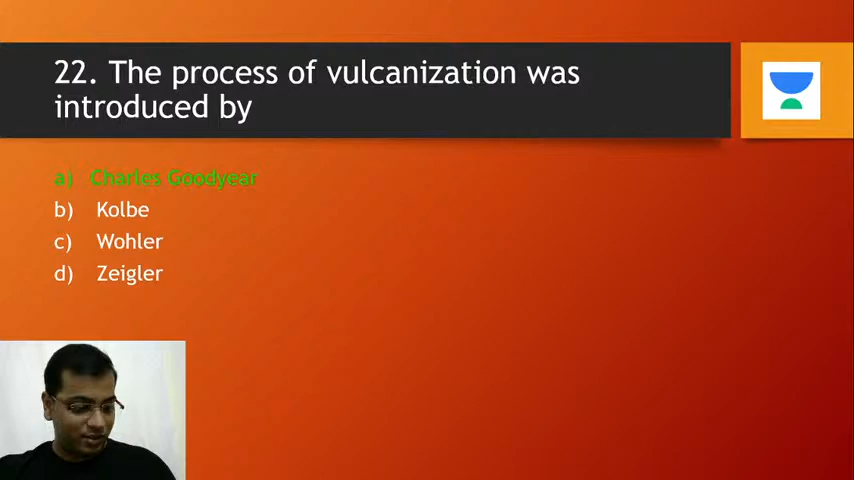 22. The process of vulcanization was
introduced by
a) Charles Goodyear
b) Kolbe
c) Wohler
d) Zeigler